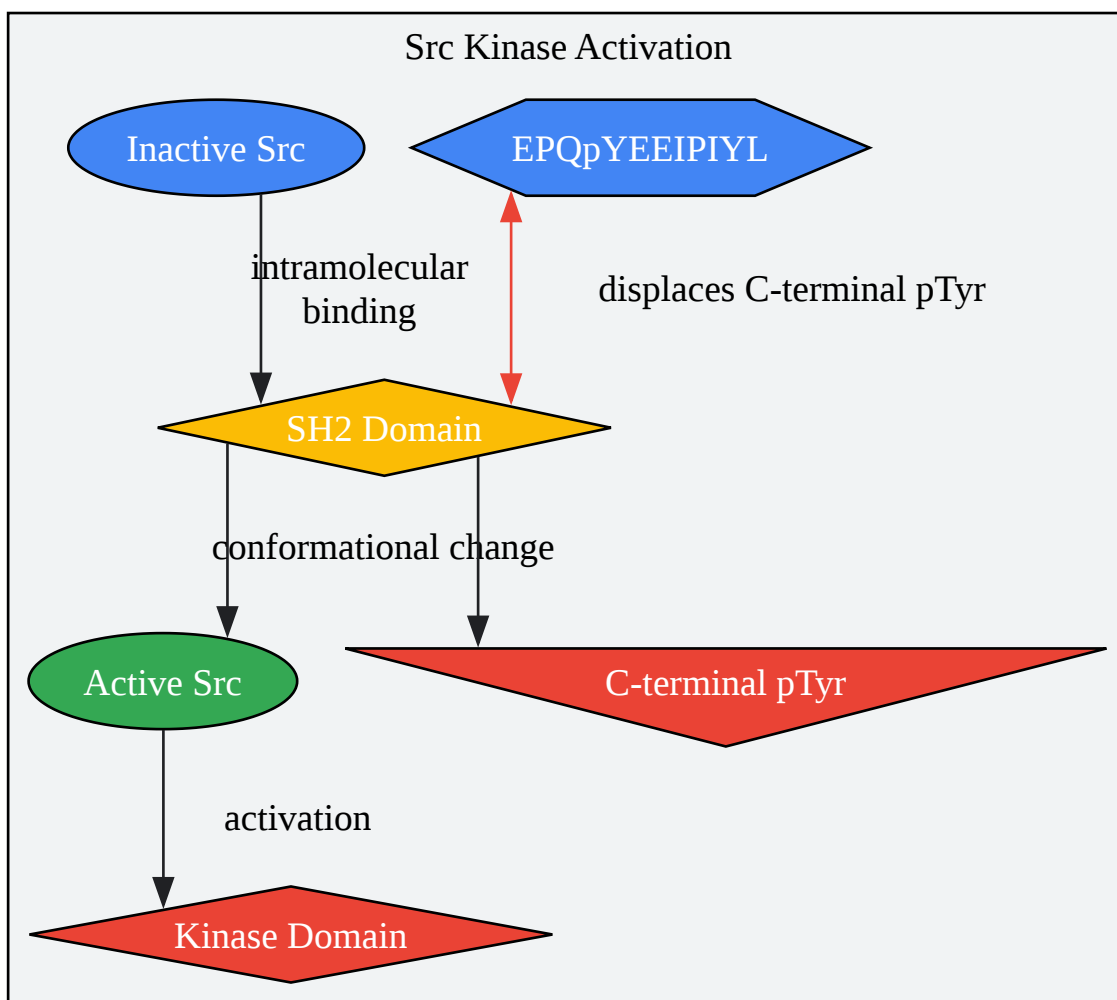 Src Kinase Activation
Inactive Src
EPQpYEEIPIYL
intramolecular
binding
displaces C-terminal pTyr
SH2 Domain
conformational change
Active Src
C-terminal pTyr
activation
Kinase Domain